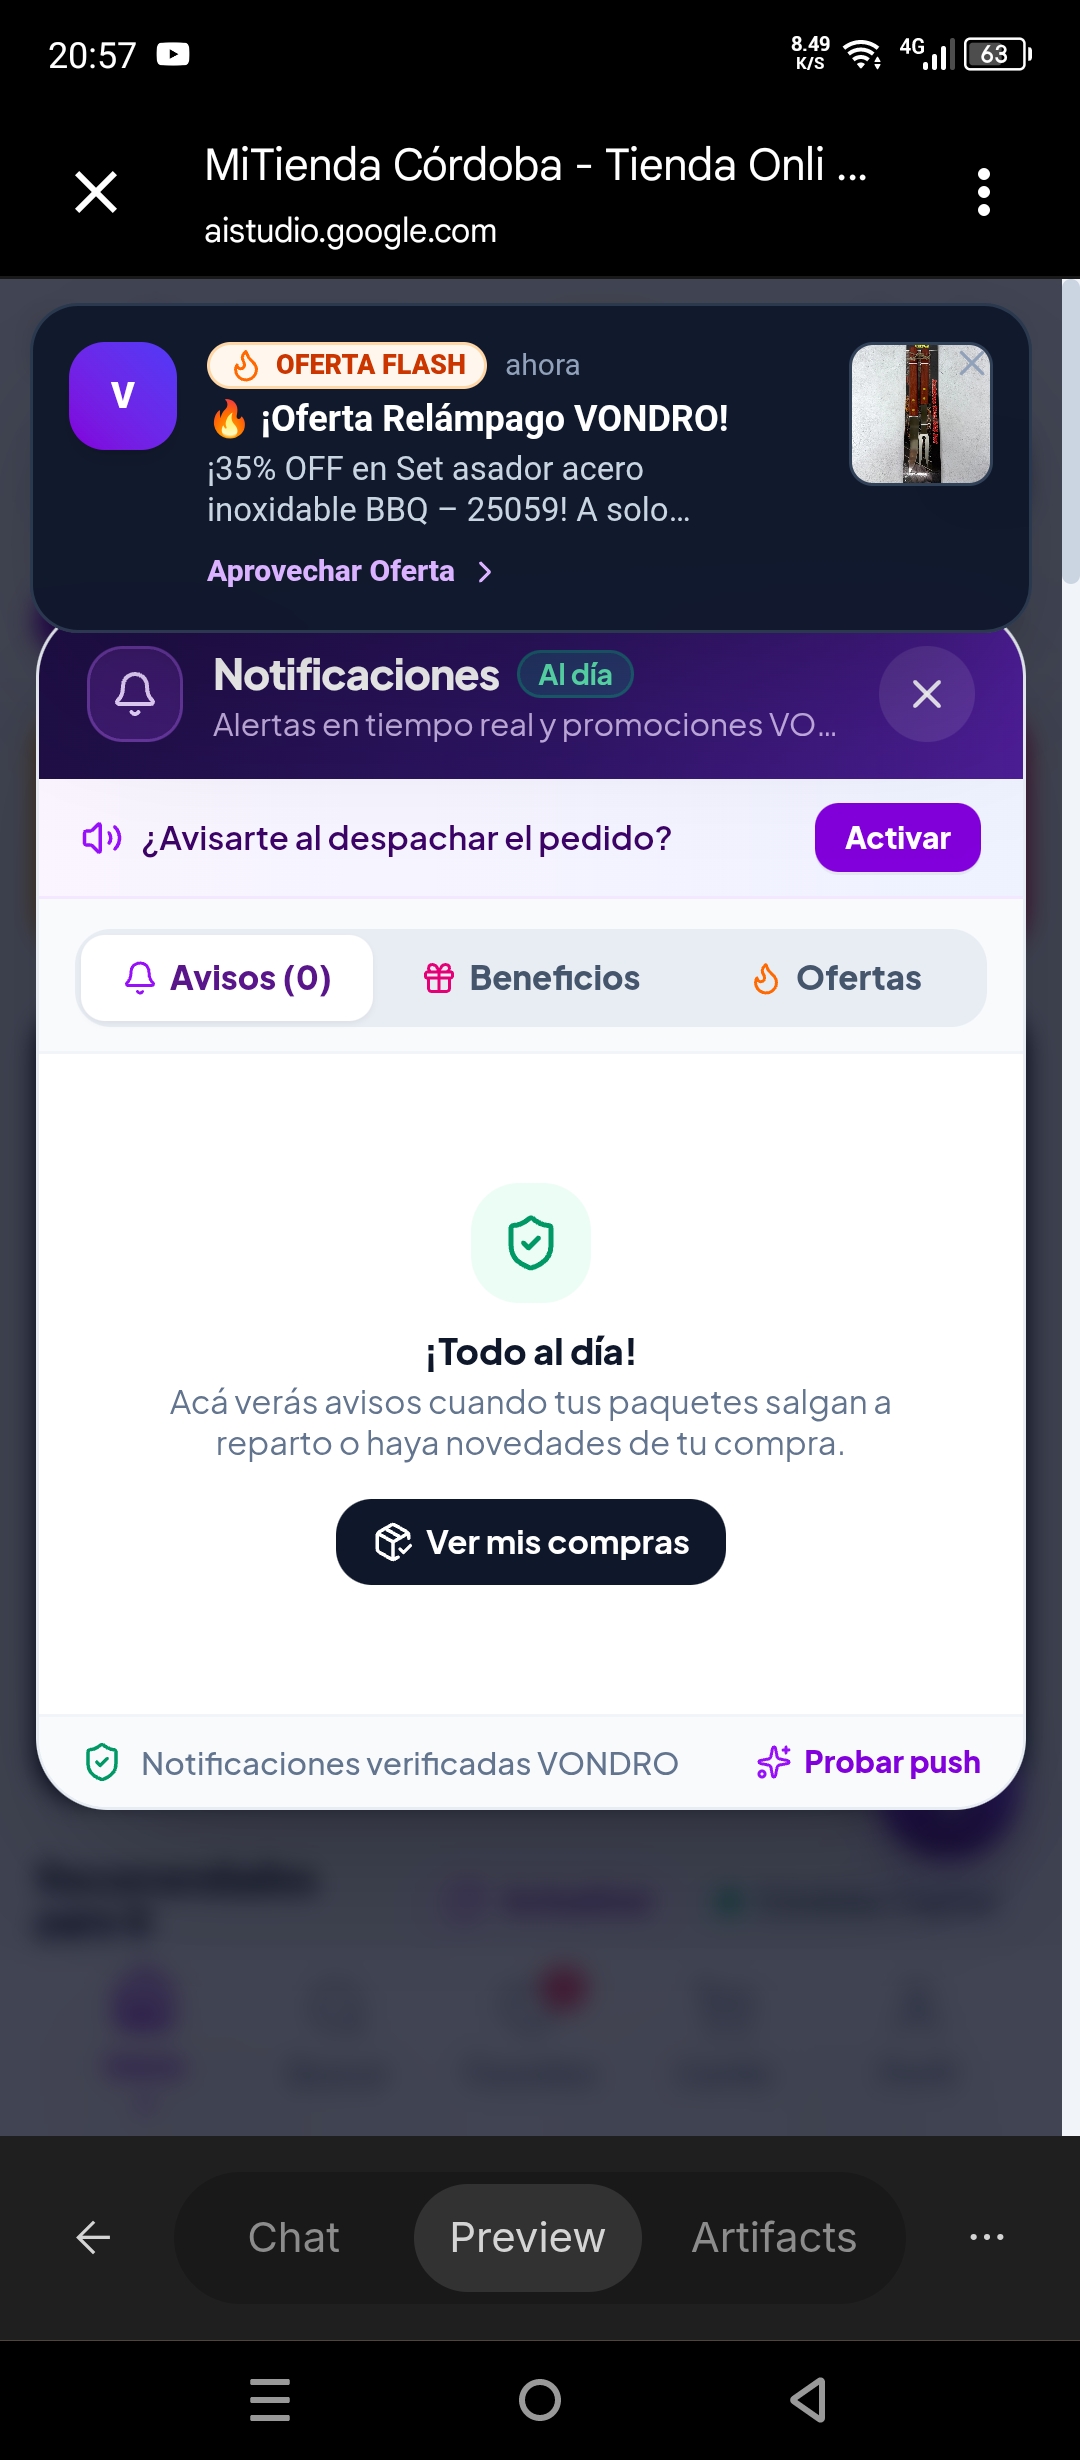 20:57
8.49 K/S
4G
63
MiTienda Córdoba - Tienda Onli ...
aistudio.google.com
V
OFERTA FLASH ahora
🔥 ¡Oferta Relámpago VONDRO!
¡35% OFF en Set asador acero
inoxidable BBQ – 25059! A solo...
Aprovechar Oferta
Notificaciones Al día
Alertas en tiempo real y promociones VO...
¿Avisarte al despachar el pedido? Activar
Avisos (0) Beneficios Ofertas
¡Todo al día!
Acá verás avisos cuando tus paquetes salgan a
reparto o haya novedades de tu compra.
Ver mis compras
Notificaciones verificadas VONDRO Probar push
Chat Preview Artifacts